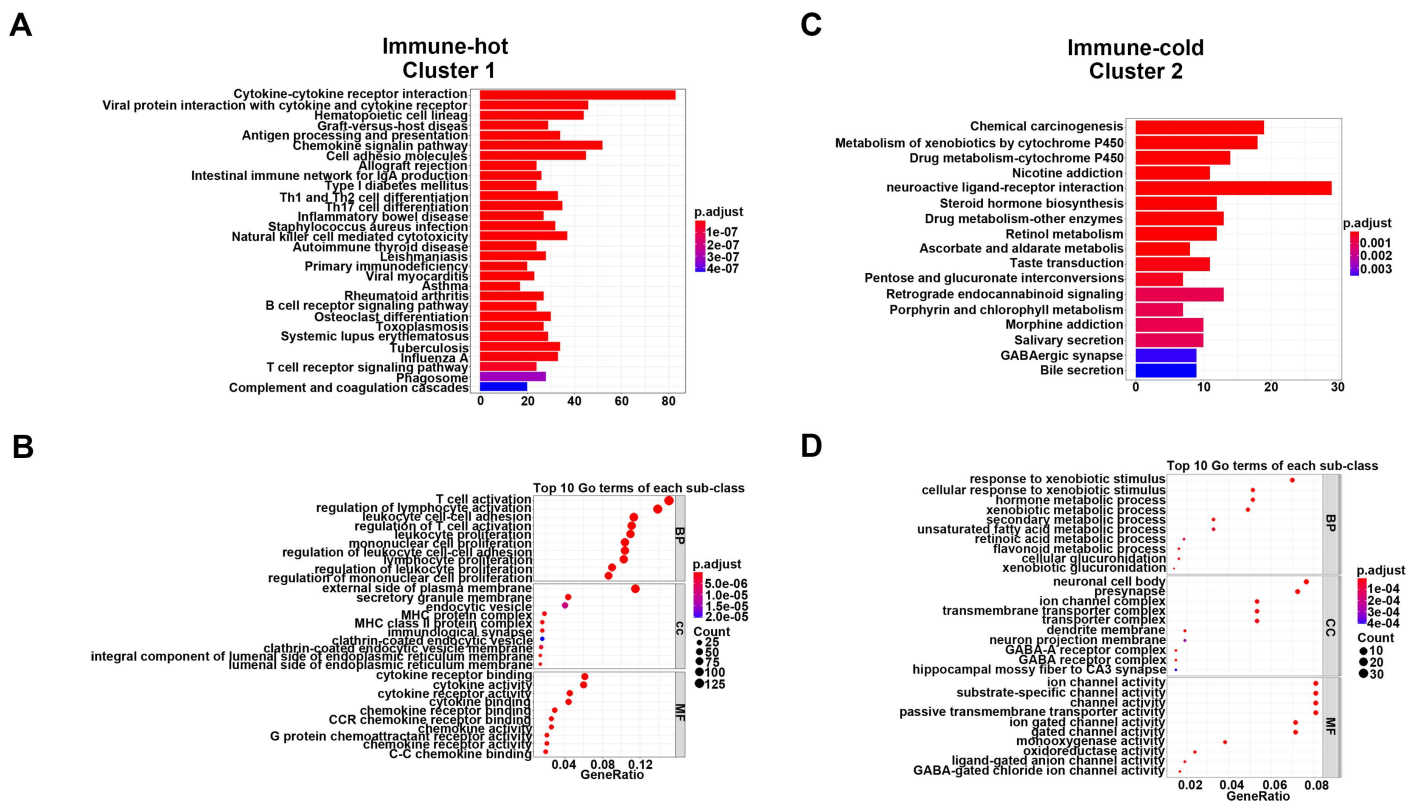 A
Immune-hot
Cluster 1
Cytokine-cytokine receptor interaction
Viral protein interaction with cytokine and cytokine receptor
Hematopoietic cell lineag
Graft-versus-host diseas
Antigen processing and presentation
Chemokine signalin pathway
Cell adhesio molecules
Allograft rejection
Intestinal immune network for IgA production
Type I diabetes mellitus
Th1 and Th2 cell differentiation
Th17 cell differentiation
Inflammatory bowel disease
Staphylococcus aureus infection
Natural killer cell mediated cytotoxicity
Autoimmune thyroid disease
Leishmaniasis
Primary immunodeficiency
Viral myocarditis
Asthma
Rheumatoid arthritis
B cell receptor signaling pathway
Osteoclast differentiation
Toxoplasmosis
Systemic lupus erythematosus
Tuberculosis
Influenza A
T cell receptor signaling pathway
Phagosome
Complement and coagulation cascades
0 20 40 60 80
p.adjust
1e-07
2e-07
3e-07
4e-07
C
Immune-cold
Cluster 2
Chemical carcinogenesis
Metabolism of xenobiotics by cytochrome P450
Drug metabolism-cytochrome P450
Nicotine addiction
neuroactive ligand-receptor interaction
Steroid hormone biosynthesis
Drug metabolism-other enzymes
Retinol metabolism
Ascorbate and aldarate metabolis
Taste transduction
Pentose and glucuronate interconversions
Retrograde endocannabinoid signaling
Porphyrin and chlorophyll metabolism
Morphine addiction
Salivary secretion
GABAergic synapse
Bile secretion
0 10 20 30
p.adjust
0.001
0.002
0.003
B
Top 10 Go terms of each sub-class
T cell activation
regulation of lymphocyte activation
leukocyte cell-cell adhesion
regulation of T cell activation
leukocyte proliferation
mononuclear cell proliferation
regulation of leukocyte cell-cell adhesion
lymphocyte proliferation
regulation of leukocyte proliferation
regulation of mononuclear cell proliferation
BP
external side of plasma membrane
secretory granule membrane
endocytic vesicle
MHC protein complex
MHC class II protein complex
immunological synapse
clathrin-coated endocytic vesicle
clathrin-coated endocytic vesicle membrane
integral component of lumenal side of endoplasmic reticulum membrane
lumenal side of endoplasmic reticulum membrane
cc
cytokine receptor binding
cytokine activity
cytokine receptor activity
cytokine binding
chemokine receptor binding
CCR chemokine receptor binding
chemokine activity
G protein chemoattractant receptor activity
chemokine receptor activity
C-C chemokine binding
MF
0.04 0.08 0.12
GeneRatio
p.adjust
5.0e-06
1.0e-05
1.5e-05
2.0e-05
Count
25
50
75
100
125
D
Top 10 Go terms of each sub-class
response to xenobiotic stimulus
cellular response to xenobiotic stimulus
hormone metabolic process
xenobiotic metabolic process
secondary metabolic process
unsaturated fatty acid metabolic process
retinoic acid metabolic process
flavonoid metabolic process
cellular glucuronidation
xenobiotic glucuronidation
BP
neuronal cell body
presynapse
ion channel complex
transmembrane transporter complex
transporter complex
dendrite membrane
neuron projection membrane
GABA-A receptor complex
GABA receptor complex
hippocampal mossy fiber to CA3 synapse
CC
ion channel activity
substrate-specific channel activity
channel activity
passive transmembrane transporter activity
ion gated channel activity
gated channel activity
monooxygenase activity
oxidoreductase activity
ligand-gated anion channel activity
GABA-gated chloride ion channel activity
MF
0.02 0.04 0.06 0.08
GeneRatio
p.adjust
1e-04
2e-04
3e-04
4e-04
Count
10
20
30